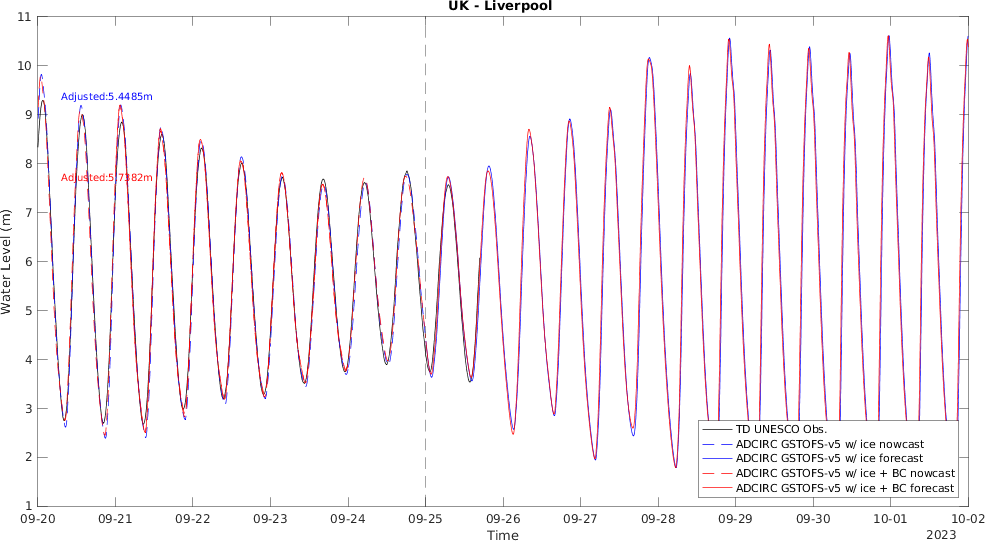 UK - Liverpool
11
10
9
8
7
6
5
4
3
2
1
Water Level (m)
Adjusted:5.4485m
Adjusted:5.7382m
TD UNESCO Obs.
ADCIRC GSTOFS-v5 w/ ice nowcast
ADCIRC GSTOFS-v5 w/ ice forecast
ADCIRC GSTOFS-v5 w/ ice + BC nowcast
ADCIRC GSTOFS-v5 w/ ice + BC forecast
09-20 09-21 09-22 09-23 09-24 09-25 09-26 09-27 09-28 09-29 09-30 10-01 10-02
Time
2023